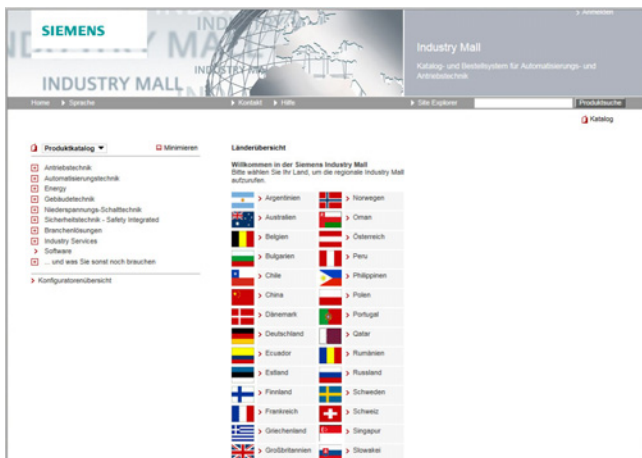 Anmelden
SIEMENS
INDUSTRY MALL
Industry Mall
Katalog- und Bestellsystem für Automatisierungs- und
Antriebstechnik
Home Sprache Kontakt Hilfe Site Explorer Produktsuche
Katalog
Produktkatalog Minimieren
Antriebstechnik
Automatisierungstechnik
Energy
Gebäudetechnik
Niederspannungs-Schalttechnik
Sicherheitstechnik - Safety Integrated
Branchenlösungen
Industry Services
Software
... und was Sie sonst noch brauchen
Konfiguratorenübersicht
Länderübersicht
Willkommen in der Siemens Industry Mall
Bitte wählen Sie Ihr Land, um die regionale Industry Mall
aufzurufen.
Argentinien Norwegen
Australien Oman
Belgien Österreich
Bulgarien Peru
Chile Philippinen
China Polen
Dänemark Portugal
Deutschland Qatar
Ecuador Rumänien
Estland Russland
Finnland Schweden
Frankreich Schweiz
Griechenland Singapur
Großbritannien Slowakei